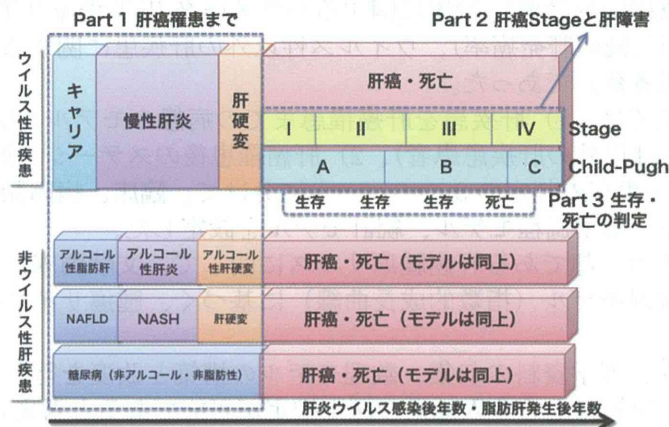 Part 1 肝癌罹患まで
Part 2 肝癌Stageと肝障害
ウイルス性肝疾患
キャリア
慢性肝炎
肝硬変
肝癌・死亡
I II III IV Stage
A B C Child-Pugh
生存 生存 生存 死亡
Part 3 生存・
死亡の判定
非ウイルス性肝疾患
アルコール
性脂肪肝
アルコール
性肝炎
アルコール
性肝硬変
肝癌・死亡（モデルは同上）
NAFLD NASH 肝硬変 肝癌・死亡（モデルは同上）
糖尿病（非アルコール・非脂肪性） 肝癌・死亡（モデルは同上）
肝炎ウイルス感染後年数・脂肪肝発生後年数